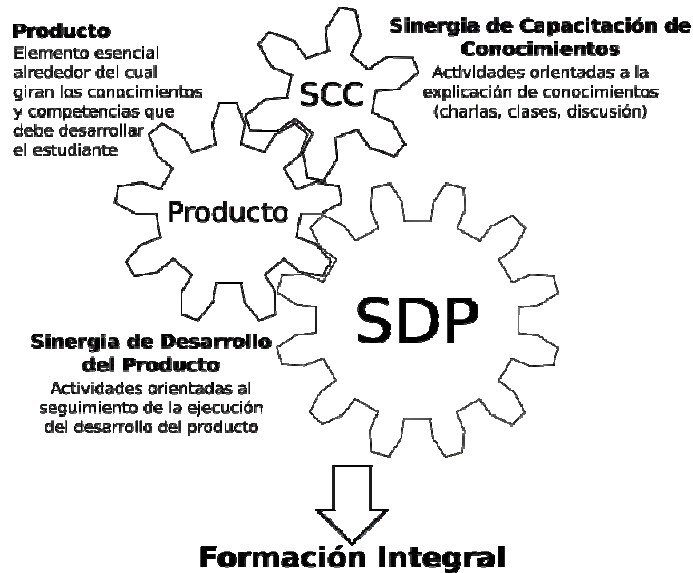 Producto
Elemento esencial
alrededor del cual
giran los conocimientos
y competencias que
debe desarrollar
el estudiante
Sinergia de Capacitación de
Conocimientos
Actividades orientadas a la
explicación de conocimientos
(charlas, clases, discusión)
SCC
Producto
SDP
Sinergia de Desarrollo
del Producto
Actividades orientadas al
seguimiento de la ejecución
del desarrollo del producto
Formación Integral